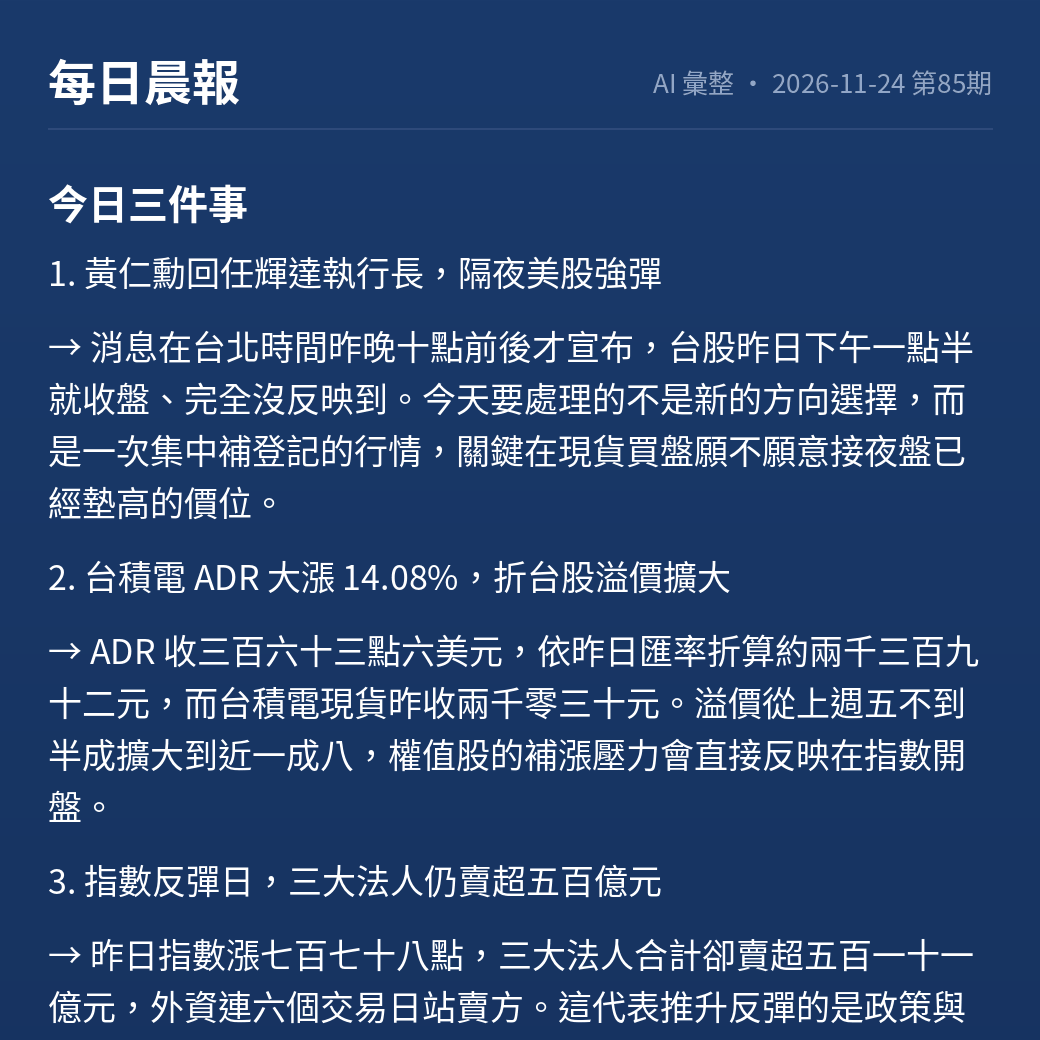 每日晨報
AI 彙整 · 2026-11-24 第85期
今日三件事
1. 黃仁勳回任輝達執行長，隔夜美股強彈
→ 消息在台北時間昨晚十點前後才宣布，台股昨日下午一點半
就收盤、完全沒反映到。今天要處理的不是新的方向選擇，而
是一次集中補登記的行情，關鍵在現貨買盤願不願意接夜盤已
經墊高的價位。
2. 台積電 ADR 大漲 14.08%，折台股溢價擴大
→ ADR 收三百六十三點六美元，依昨日匯率折算約兩千三百九
十二元，而台積電現貨昨收兩千零三十元。溢價從上週五不到
半成擴大到近一成八，權值股的補漲壓力會直接反映在指數開
盤。
3. 指數反彈日，三大法人仍賣超五百億元
→ 昨日指數漲七百七十八點，三大法人合計卻賣超五百一十一
億元，外資連六個交易日站賣方。這代表推升反彈的是政策與